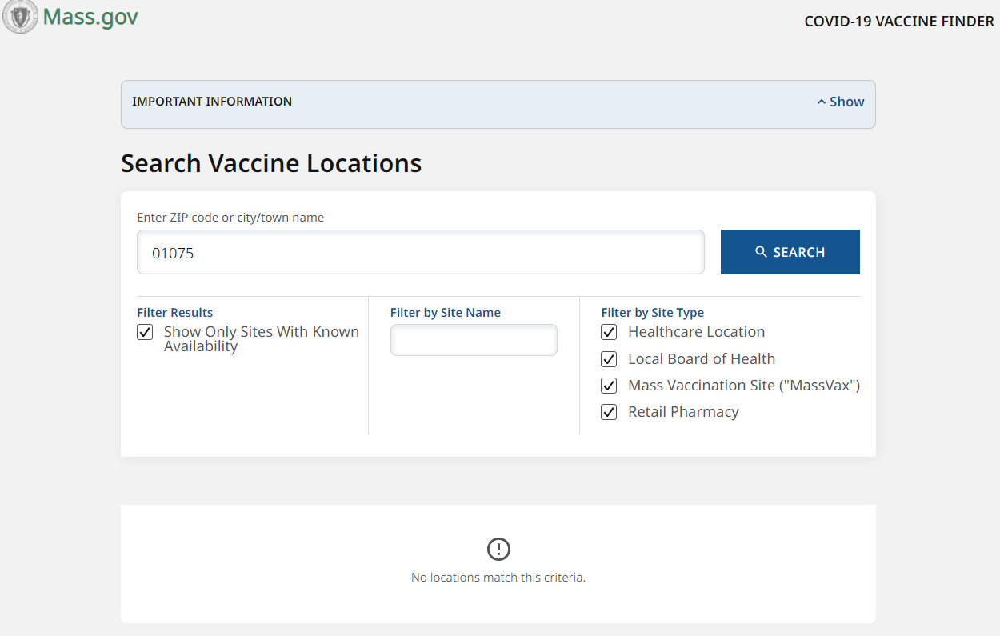 Mass.gov
COVID-19 VACCINE FINDER
IMPORTANT INFORMATION
Show
Search Vaccine Locations
Enter ZIP code or city/town name
01075
SEARCH
Filter Results
Show Only Sites With Known
Availability
Filter by Site Name
Filter by Site Type
Healthcare Location
Local Board of Health
Mass Vaccination Site ("MassVax")
Retail Pharmacy
No locations match this criteria.